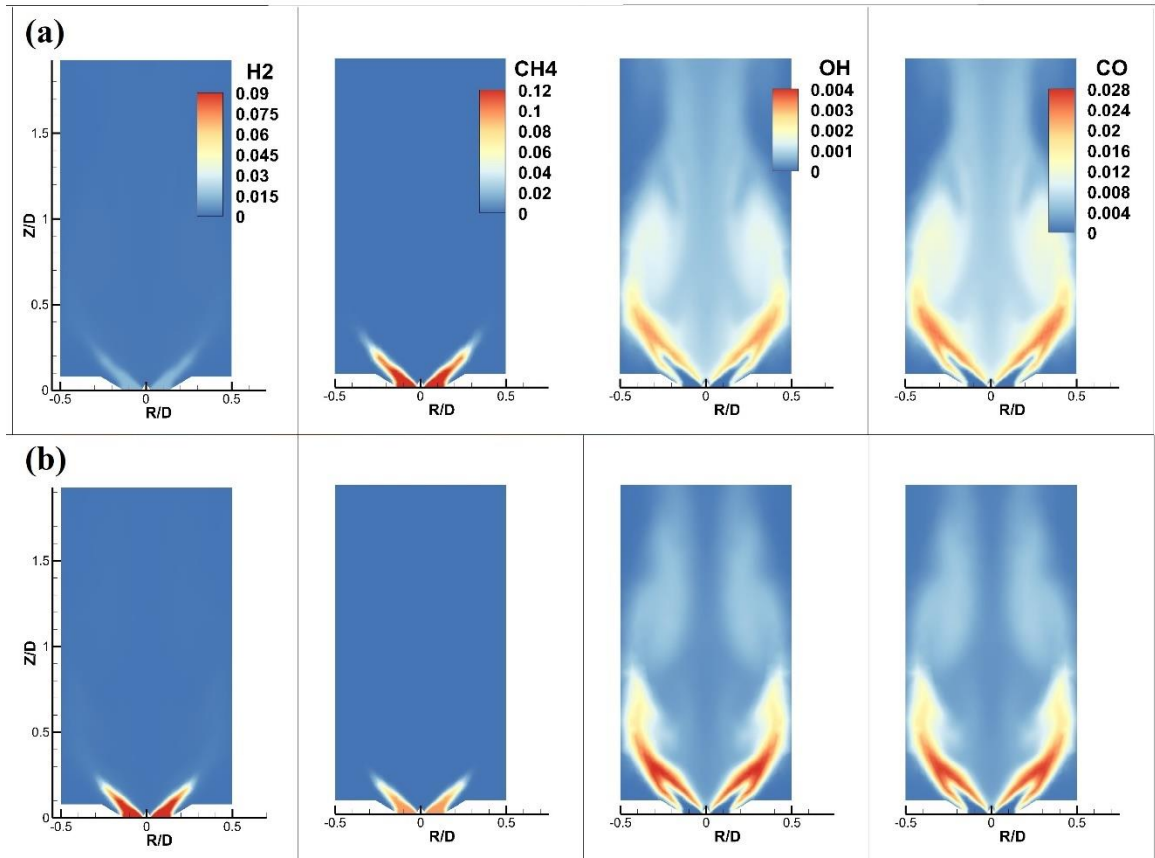 (a)
H2
0.09
0.075
0.06
0.045
0.03
0.015
0
CH4
0.12
0.1
0.08
0.06
0.04
0.02
0
OH
0.004
0.003
0.002
0.001
0
CO
0.028
0.024
0.02
0.016
0.012
0.008
0.004
0
Z/D
1.5
1
0.5
0
-0.5 0 0.5
R/D
-0.5 0 0.5
R/D
-0.5 0 0.5
R/D
-0.5 0 0.5
R/D
(b)
Z/D
1.5
1
0.5
0
-0.5 0 0.5
R/D
-0.5 0 0.5
R/D
-0.5 0 0.5
R/D
-0.5 0 0.5
R/D